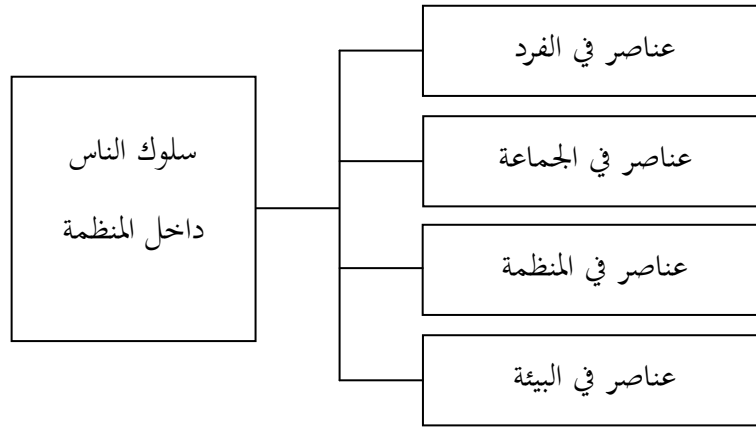 عناصر في الفرد
سلوك الناس
داخل المنظمة
عناصر في الجماعة
عناصر في المنظمة
عناصر في البيئة